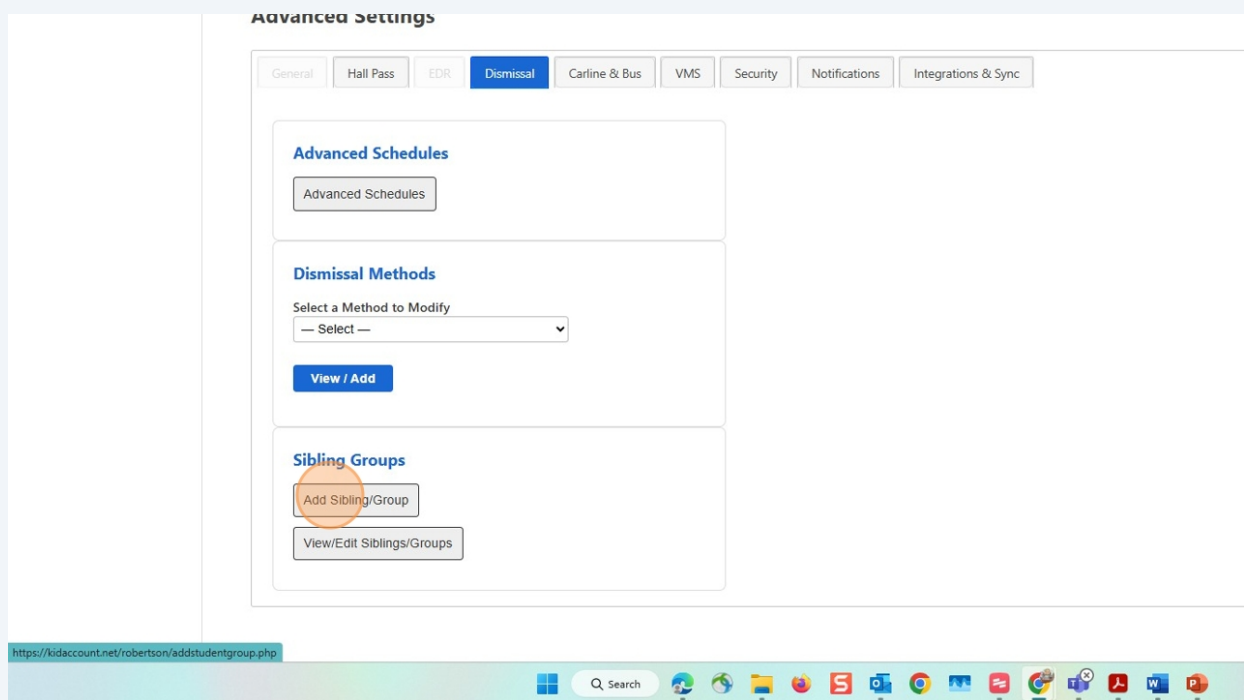 Advanced Settings
General Hall Pass EDR Dismissal Carline & Bus VMS Security Notifications Integrations & Sync
Advanced Schedules
Advanced Schedules
Dismissal Methods
Select a Method to Modify
— Select —
View / Add
Sibling Groups
Add Sibling/Group
View/Edit Siblings/Groups
https://kidaccount.net/robertson/addstudentgroup.php
Search